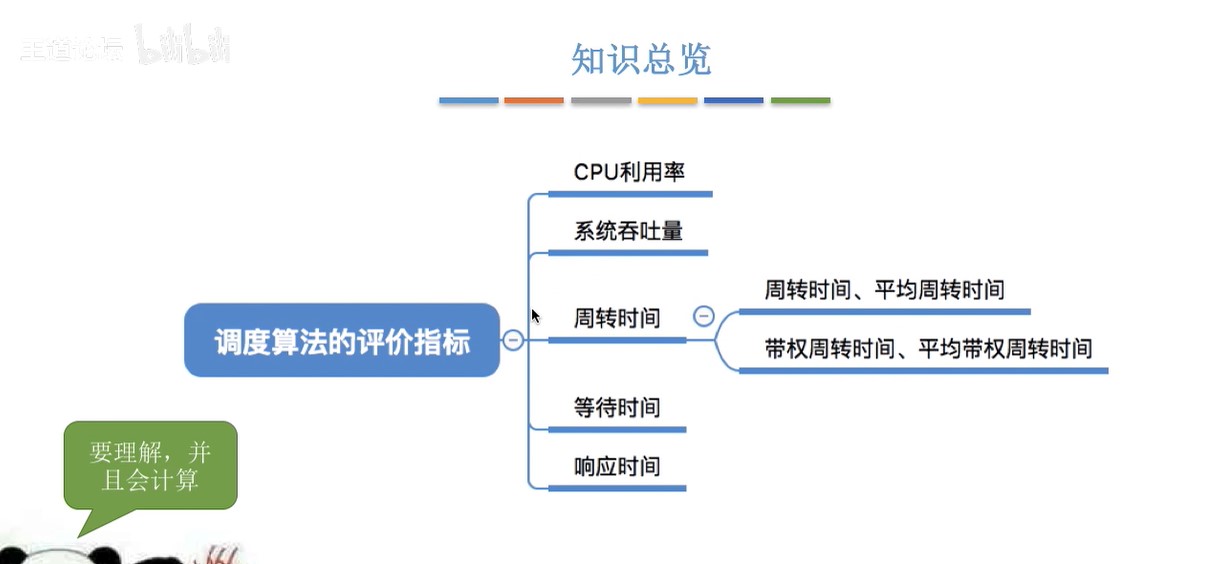 王道论坛 bilibili
知识总览
CPU利用率
系统吞吐量
周转时间、平均周转时间
周转时间
调度算法的评价指标
带权周转时间、平均带权周转时间
等待时间
要理解，并
且会计算
响应时间